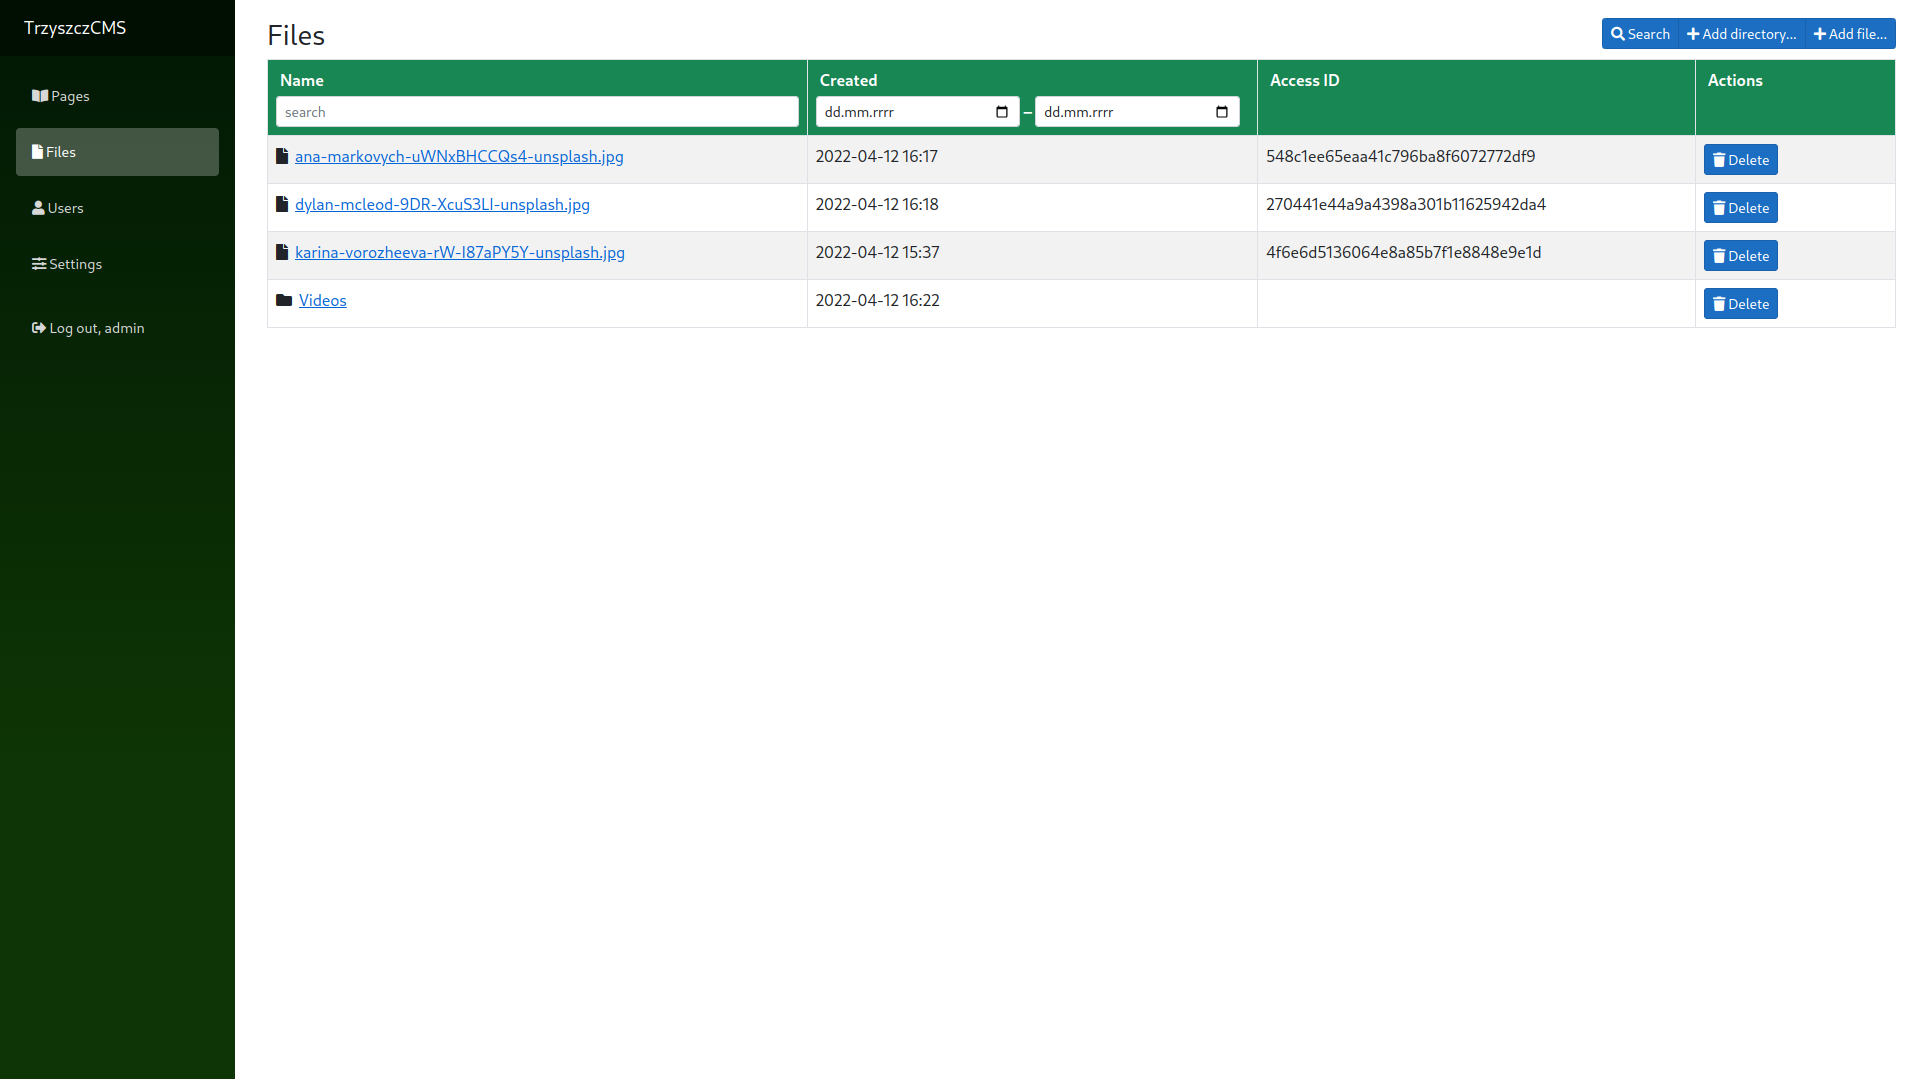 TrzyszczCMS
Pages
Files
Users
Settings
Log out, admin
Files
Search
Add directory...
Add file...
Name Created Access ID Actions
search dd.mm.rrrr – dd.mm.rrrr
ana-markovych-uWNxBHCCQs4-unsplash.jpg 2022-04-12 16:17 548c1ee65eaa41c796ba8f6072772df9 Delete
dylan-mcleod-9DR-XcuS3LI-unsplash.jpg 2022-04-12 16:18 270441e44a9a4398a301b11625942da4 Delete
karina-vorozheeva-rW-I87aPY5Y-unsplash.jpg 2022-04-12 15:37 4f6e6d5136064e8a85b7f1e8848e9e1d Delete
Videos 2022-04-12 16:22 Delete